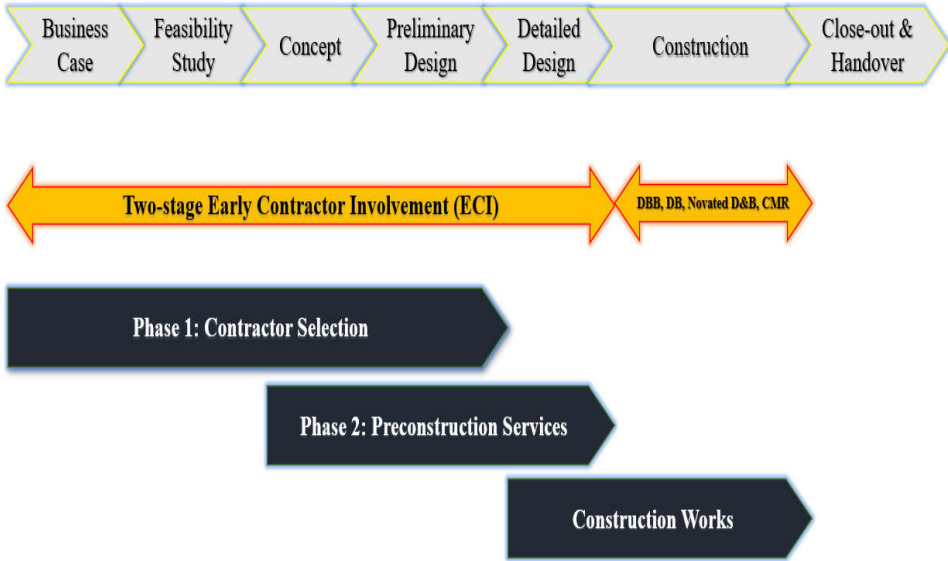 Business
Case
Feasibility
Study
Concept
Preliminary
Design
Detailed
Design
Construction
Close-out &
Handover
Two-stage Early Contractor Involvement (ECI)
DBB, DB, Novated D&B, CMR
Phase 1: Contractor Selection
Phase 2: Preconstruction Services
Construction Works